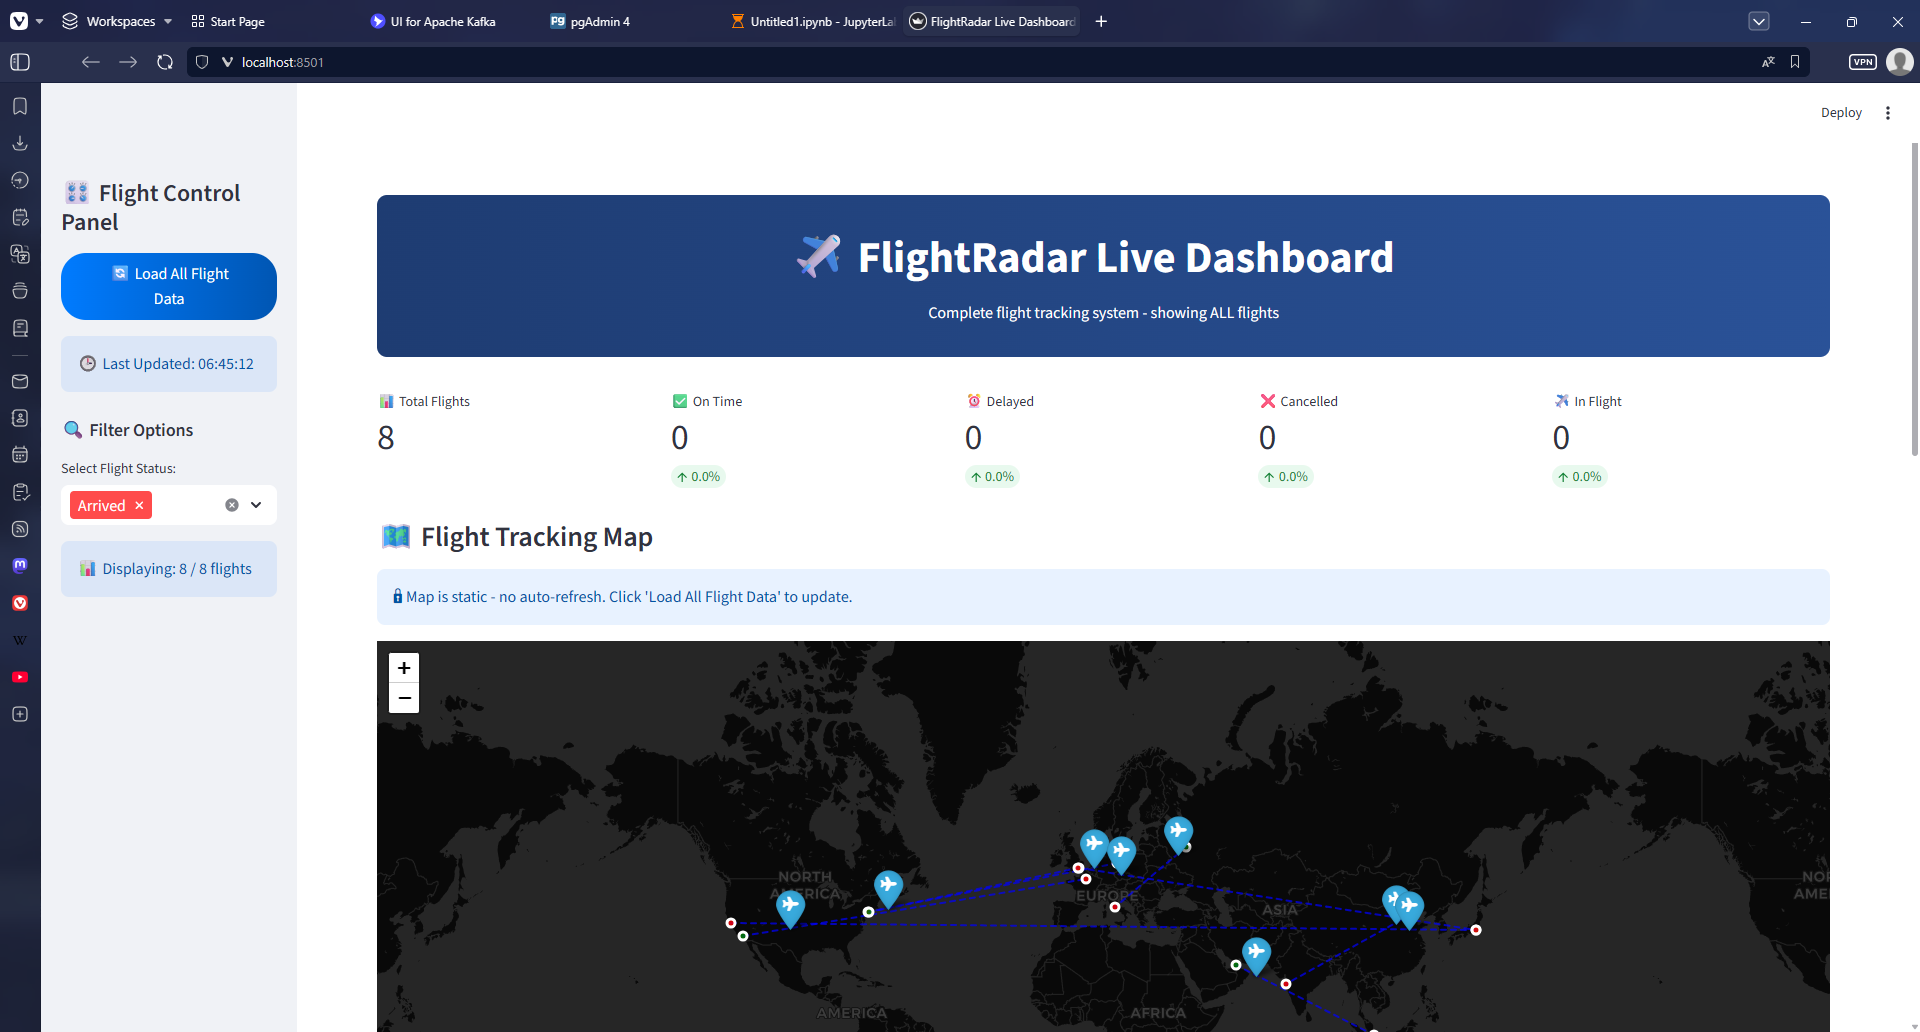 Workspaces
Start Page
UI for Apache Kafka
pgAdmin 4
Untitled1.ipynb - JupyterLa
FlightRadar Live Dashboard
localhost:8501
VPN
Deploy
Flight Control
Panel
Load All Flight
Data
Last Updated: 06:45:12
Filter Options
Select Flight Status:
Arrived
Displaying: 8 / 8 flights
FlightRadar Live Dashboard
Complete flight tracking system - showing ALL flights
Total Flights
8
On Time
0
↑ 0.0%
Delayed
0
↑ 0.0%
Cancelled
0
↑ 0.0%
In Flight
0
↑ 0.0%
Flight Tracking Map
Map is static - no auto-refresh. Click 'Load All Flight Data' to update.
+
−
NORTH
AMERICA
EUROPE
ASIA
NO
AME
AMERICA
AFRICA